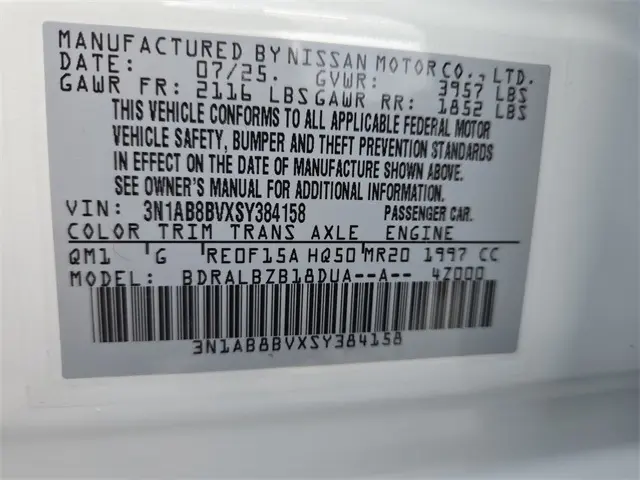 MANUFACTURED BY NISSAN MOTOR CO., LTD.
DATE: 07/25. GVWR: 3957 LBS
GAWR FR: 2116 LBS GAWR RR: 1852 LBS
THIS VEHICLE CONFORMS TO ALL APPLICABLE FEDERAL MOTOR
VEHICLE SAFETY, BUMPER AND THEFT PREVENTION STANDARDS
IN EFFECT ON THE DATE OF MANUFACTURE SHOWN ABOVE.
SEE OWNER'S MANUAL FOR ADDITIONAL INFORMATION.
VIN: 3N1AB8BVXSY384158 PASSENGER CAR.
COLOR TRIM TRANS AXLE ENGINE
QM1 G RE0F15A HQ50 MR20 1997 CC
MODEL: BDRALBZB18DUA--A-- 4Z000
3N1AB8BVXSY384158